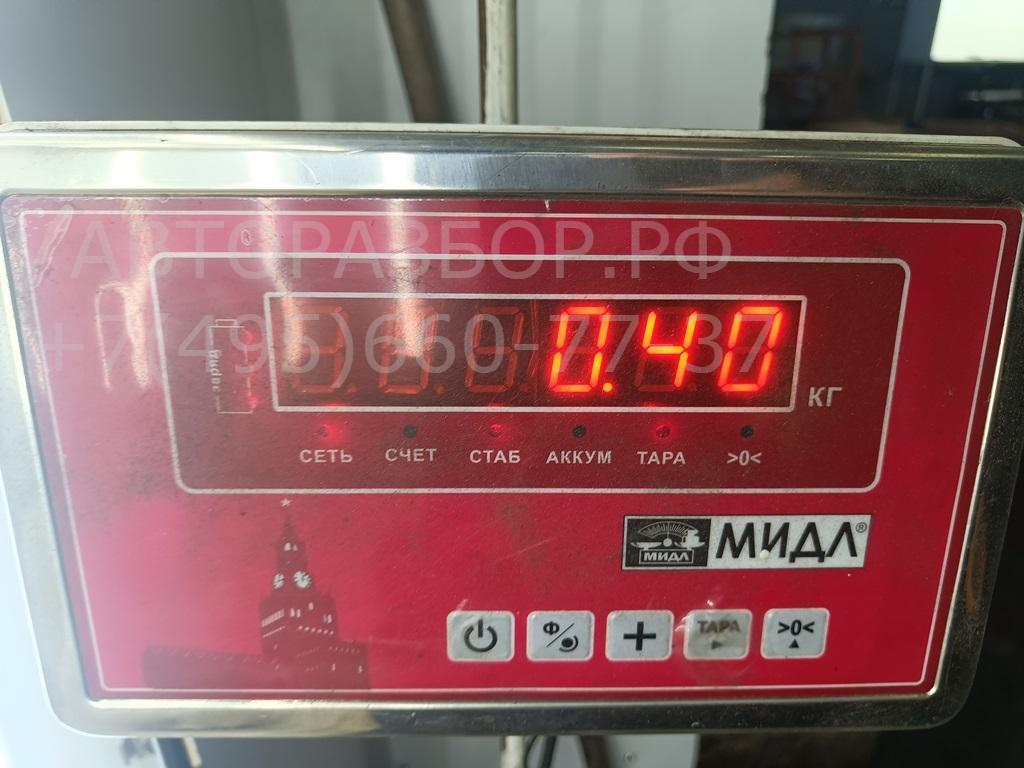 АВТОРАЗБОР.РФ
+7(495)660-77-37
0.40
КГ
СЕТЬ СЧЕТ СТАБ АККУМ ТАРА >0<
МИДЛ МИДЛ®
Ф + ТАРА >0<